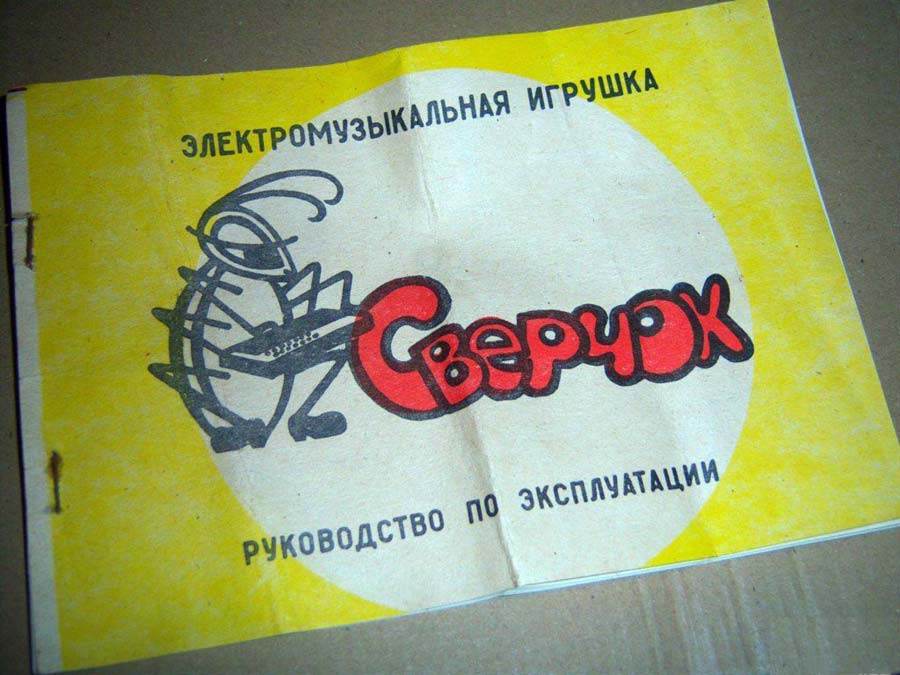 ЭЛЕКТРОМУЗЫКАЛЬНАЯ ИГРУШКА
Сверчок
РУКОВОДСТВО ПО ЭКСПЛУАТАЦИИ